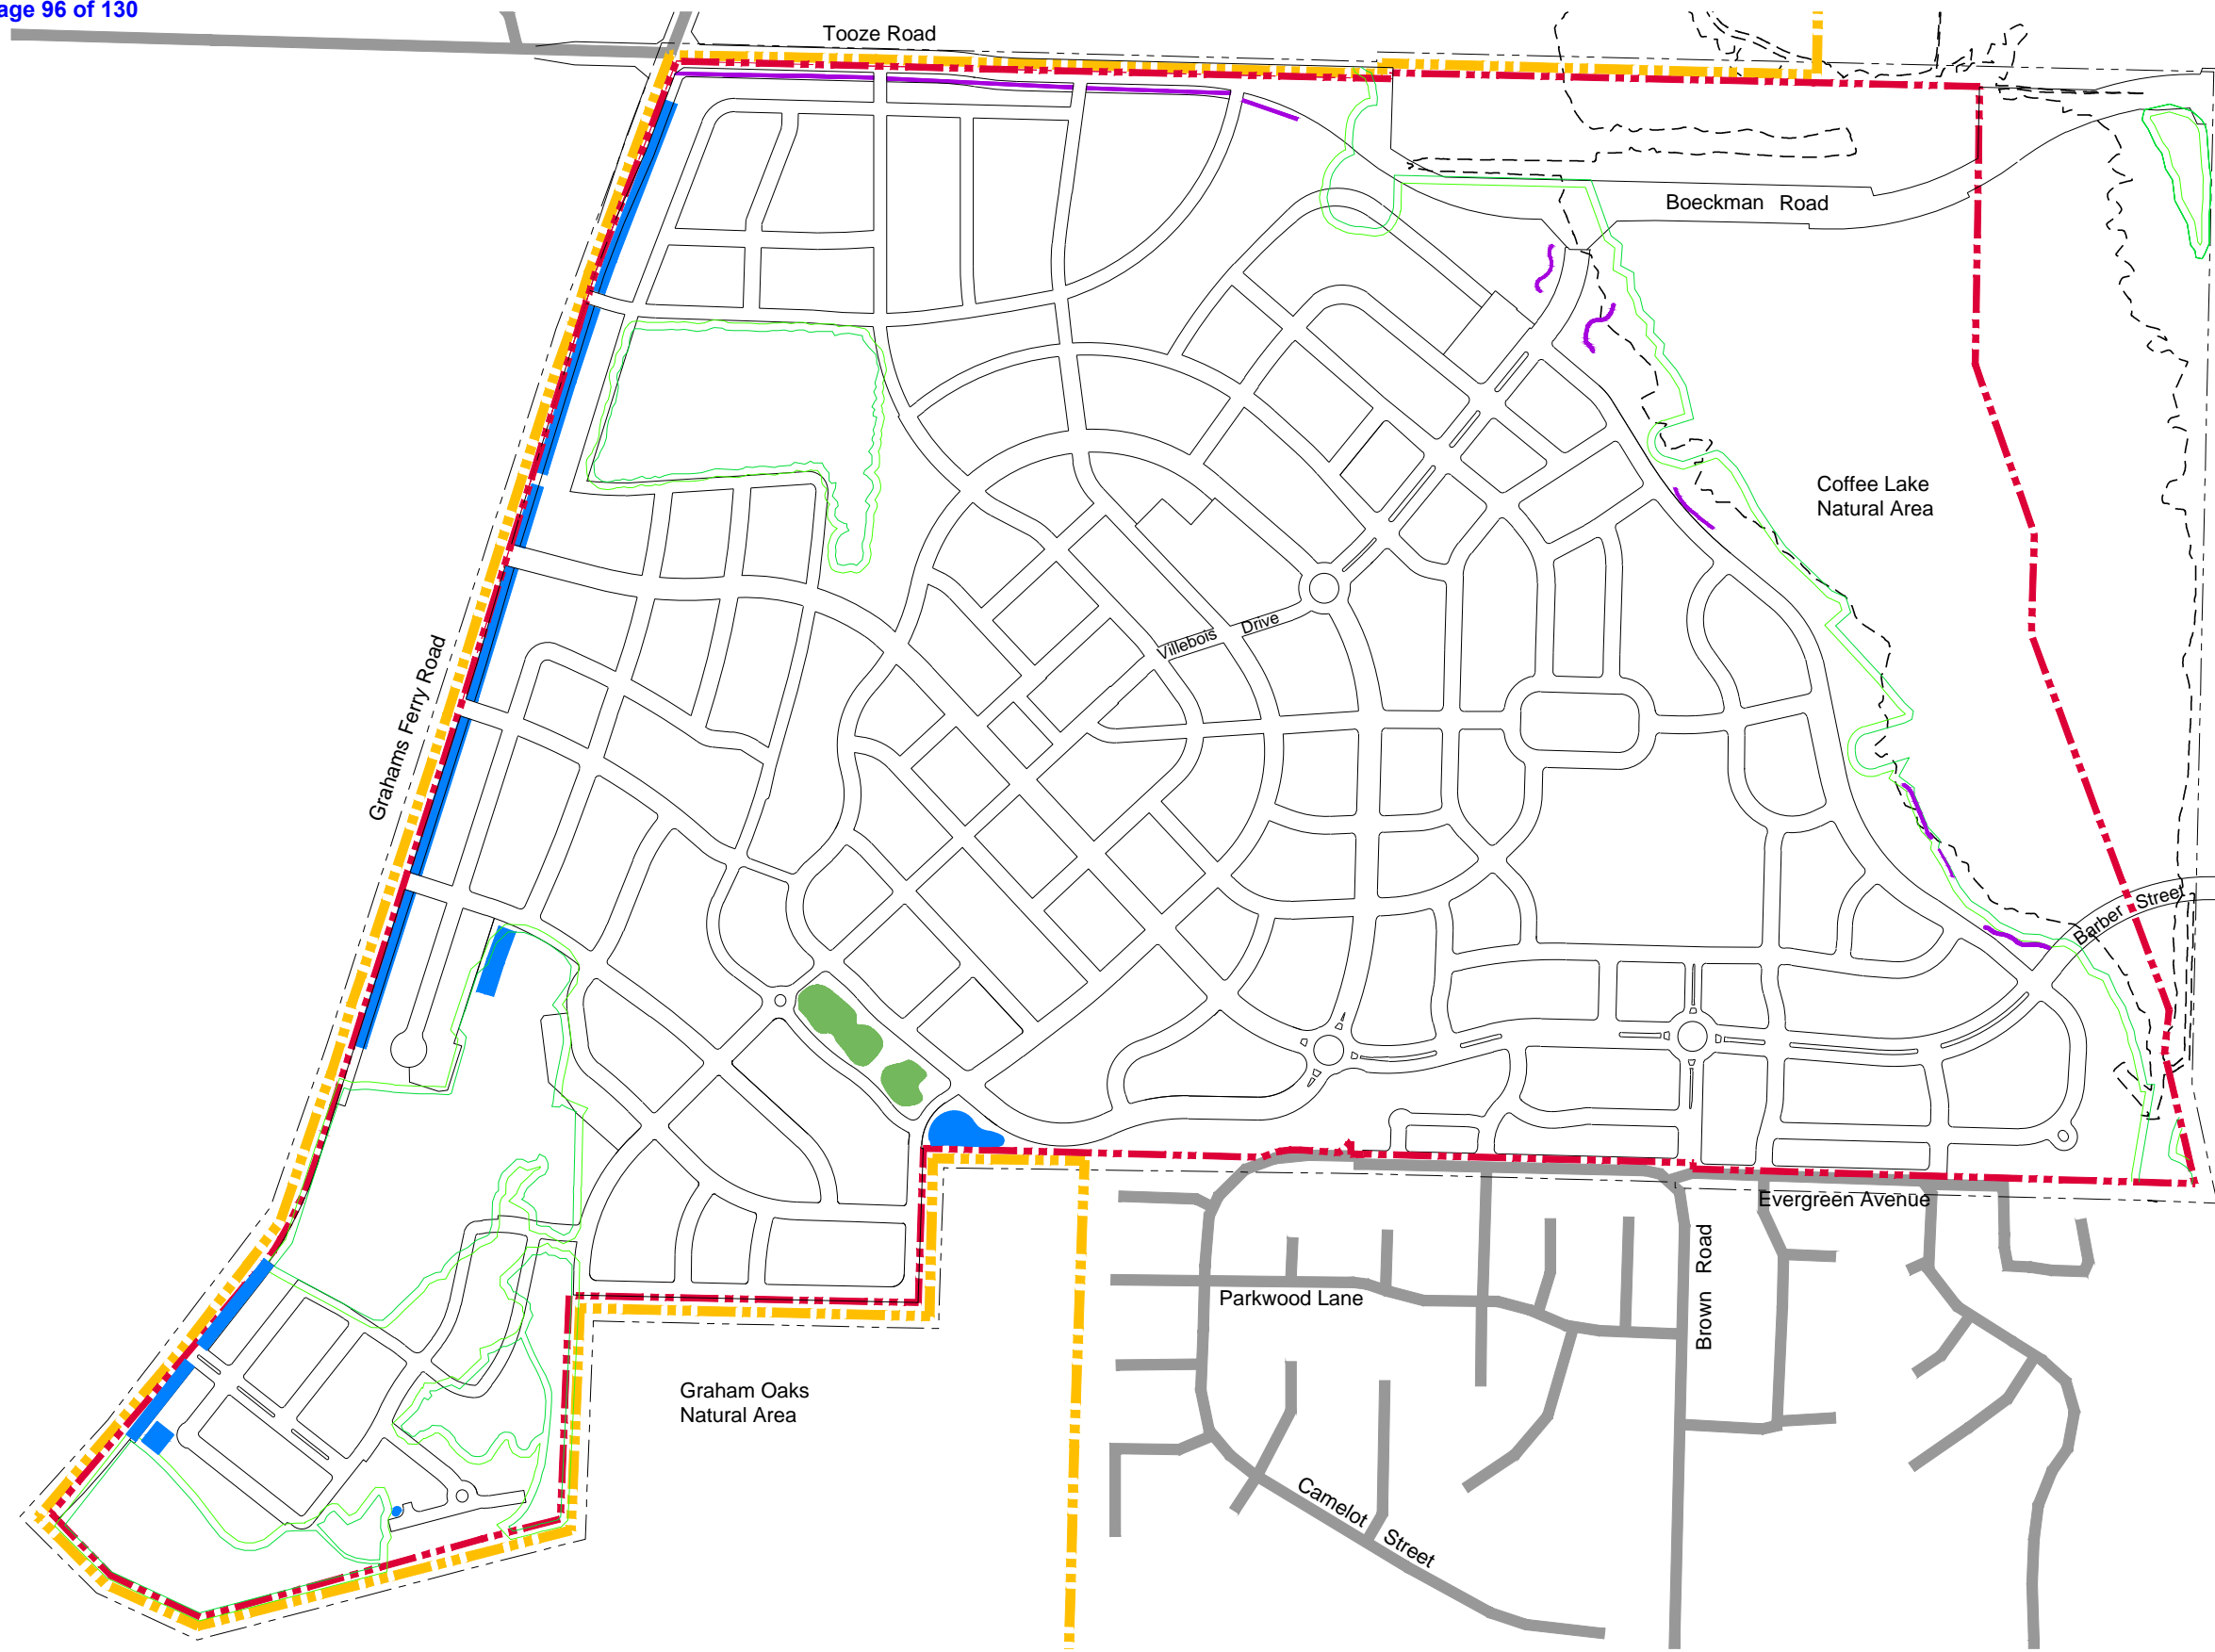 age 96 of 130
Tooze Road
Boeckman Road
Coffee Lake
Natural Area
Villebois Drive
Grahams Ferry Road
Barber Street
Evergreen Avenue
Brown Road
Parkwood Lane
Graham Oaks
Natural Area
Camelot Street